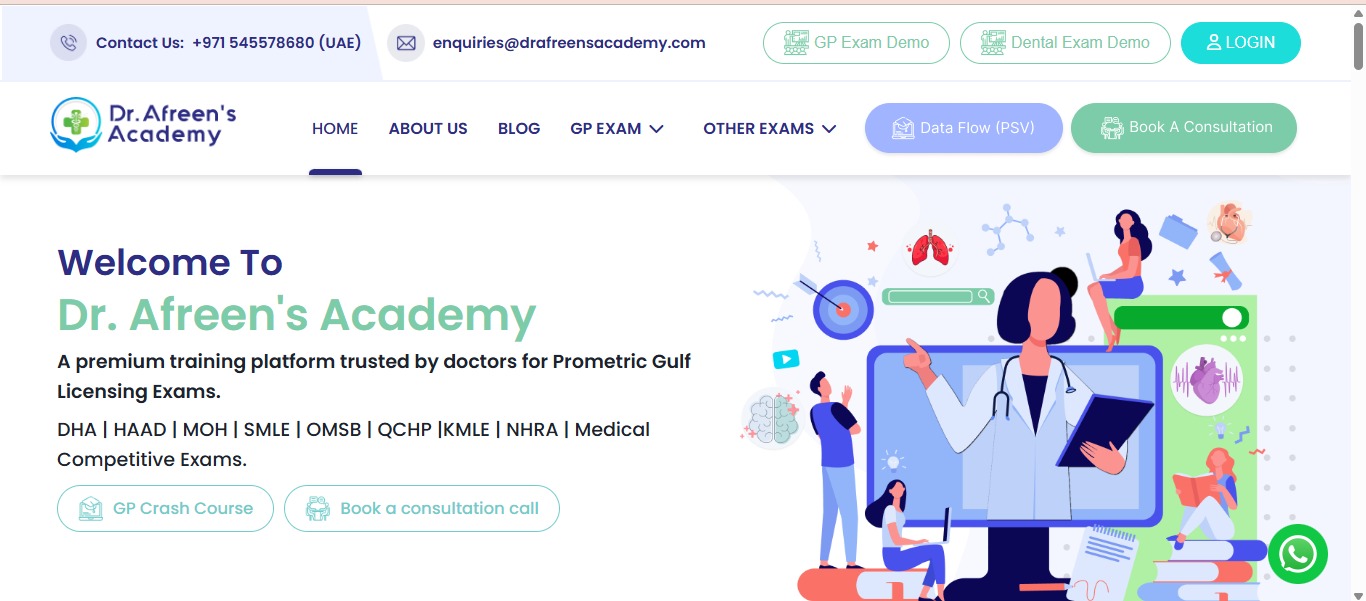 Contact Us: +971 545578680 (UAE)
enquiries@drafreensacademy.com
GP Exam Demo
Dental Exam Demo
LOGIN
Dr.Afreen's
Academy
HOME
ABOUT US
BLOG
GP EXAM
OTHER EXAMS
Data Flow (PSV)
Book A Consultation
Welcome To
Dr. Afreen's Academy
A premium training platform trusted by doctors for Prometric Gulf
Licensing Exams.
DHA | HAAD | MOH | SMLE | OMSB | QCHP |KMLE | NHRA | Medical
Competitive Exams.
GP Crash Course
Book a consultation call